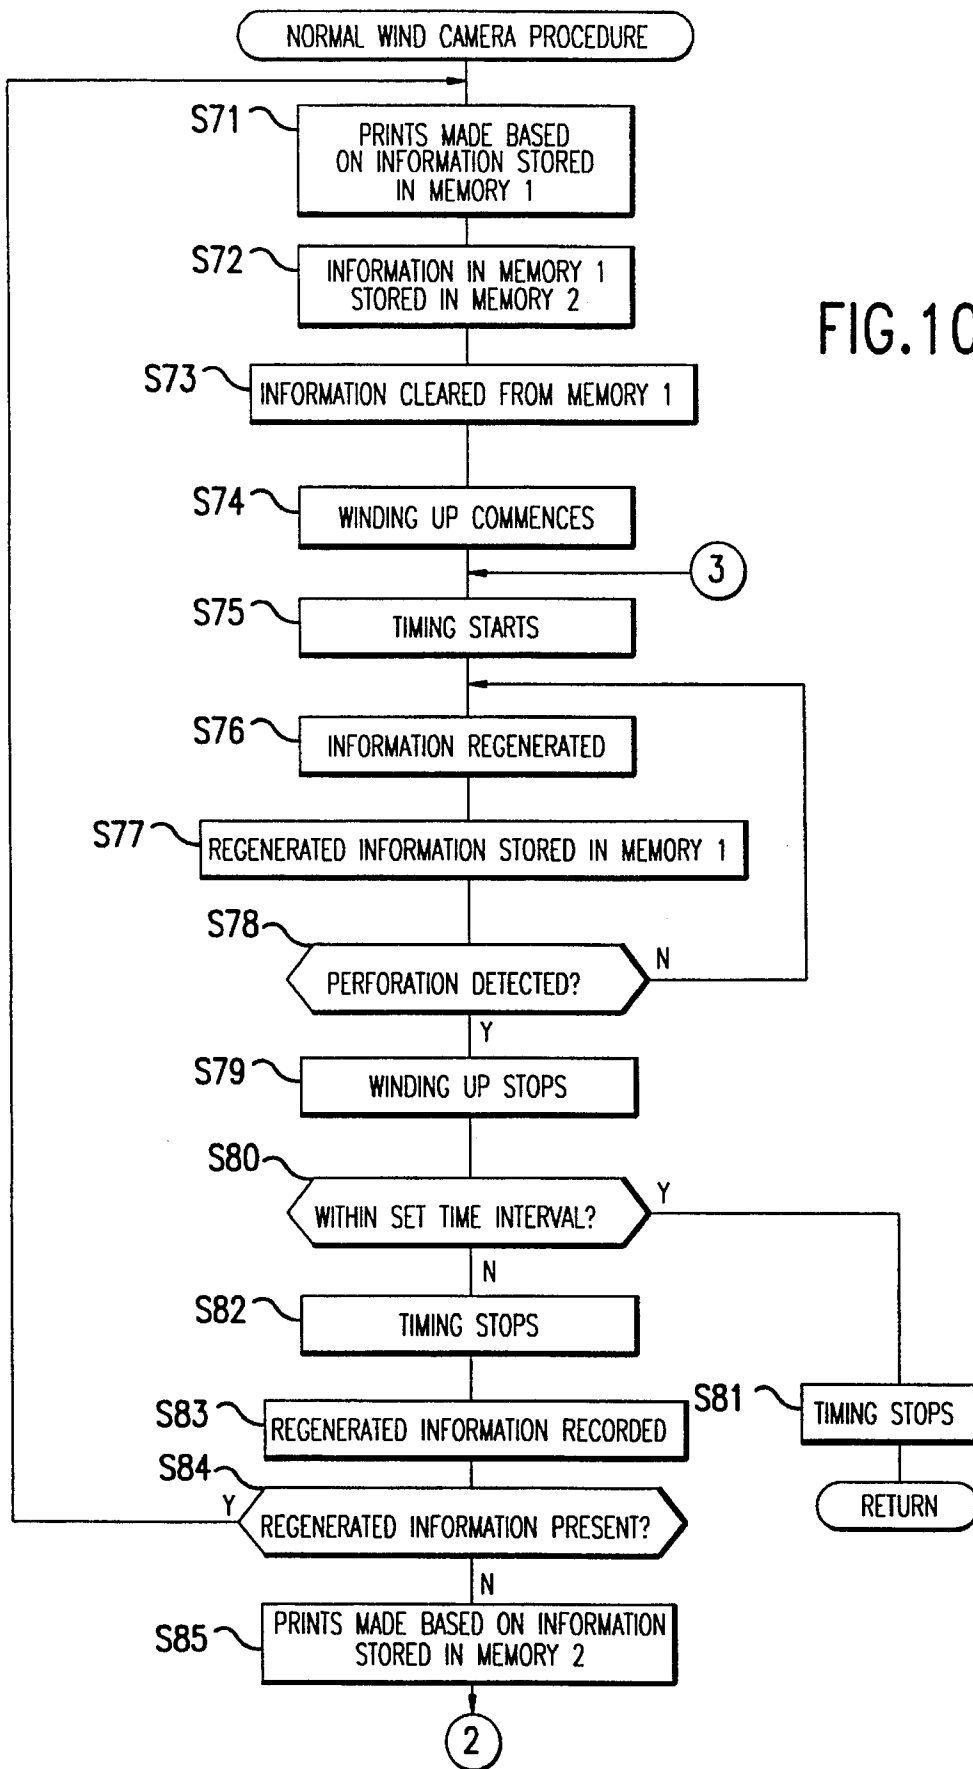 NORMAL WIND CAMERA PROCEDURE
S71
PRINTS MADE BASED
ON INFORMATION STORED
IN MEMORY 1
S72
INFORMATION IN MEMORY 1
STORED IN MEMORY 2
FIG.10
S73
INFORMATION CLEARED FROM MEMORY 1
S74
WINDING UP COMMENCES
3
S75
TIMING STARTS
S76
INFORMATION REGENERATED
S77
REGENERATED INFORMATION STORED IN MEMORY 1
S78
PERFORATION DETECTED?
N
Y
S79
WINDING UP STOPS
S80
WITHIN SET TIME INTERVAL?
Y
N
S82
TIMING STOPS
S81
TIMING STOPS
S83
REGENERATED INFORMATION RECORDED
RETURN
S84
Y
REGENERATED INFORMATION PRESENT?
N
S85
PRINTS MADE BASED ON INFORMATION
STORED IN MEMORY 2
2